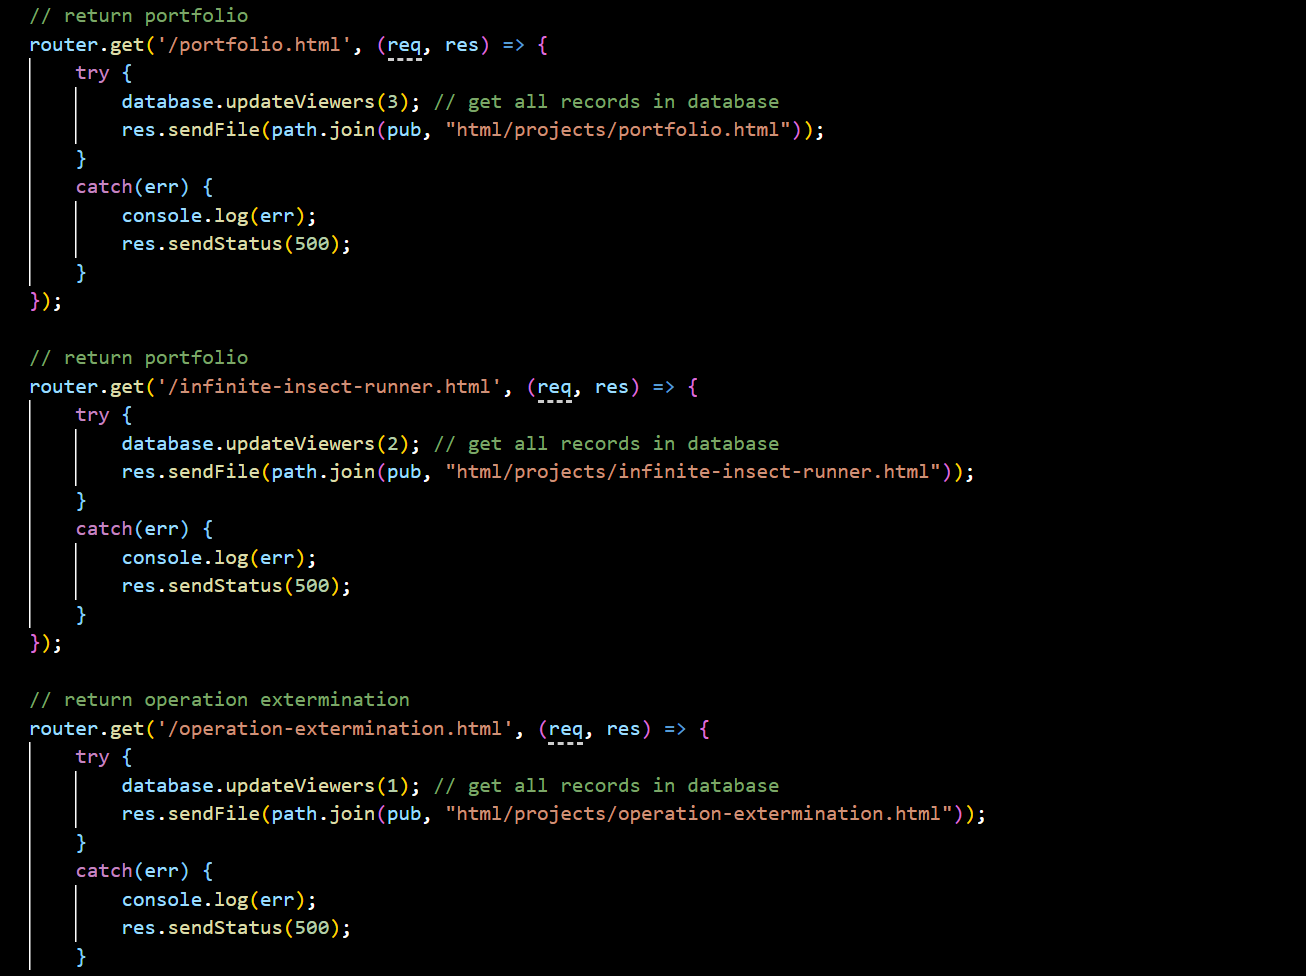 // return portfolio
router.get('/portfolio.html', (req, res) => {
    try {
        database.updateViewers(3); // get all records in database
        res.sendFile(path.join(pub, "html/projects/portfolio.html"));
    }
    catch(err) {
        console.log(err);
        res.sendStatus(500);
    }
});

// return portfolio
router.get('/infinite-insect-runner.html', (req, res) => {
    try {
        database.updateViewers(2); // get all records in database
        res.sendFile(path.join(pub, "html/projects/infinite-insect-runner.html"));
    }
    catch(err) {
        console.log(err);
        res.sendStatus(500);
    }
});

// return operation extermination
router.get('/operation-extermination.html', (req, res) => {
    try {
        database.updateViewers(1); // get all records in database
        res.sendFile(path.join(pub, "html/projects/operation-extermination.html"));
    }
    catch(err) {
        console.log(err);
        res.sendStatus(500);
    }